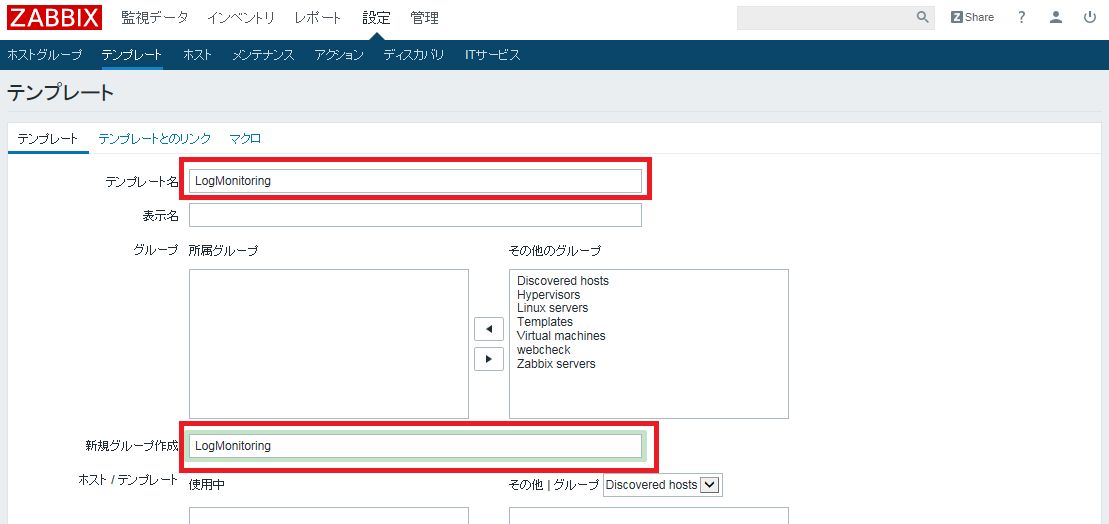 ZABBIX 監視データ インベントリ レポート 設定 管理 Z Share ?
ホストグループ テンプレート ホスト メンテナンス アクション ディスカバリ ITサービス
テンプレート
テンプレート テンプレートとのリンク マクロ
テンプレート名 LogMonitoring
表示名
グループ 所属グループ その他のグループ
Discovered hosts
Hypervisors
Linux servers
Templates
Virtual machines
webcheck
Zabbix servers
新規グループ作成 LogMonitoring
ホスト / テンプレート 使用中 その他 | グループ Discovered hosts